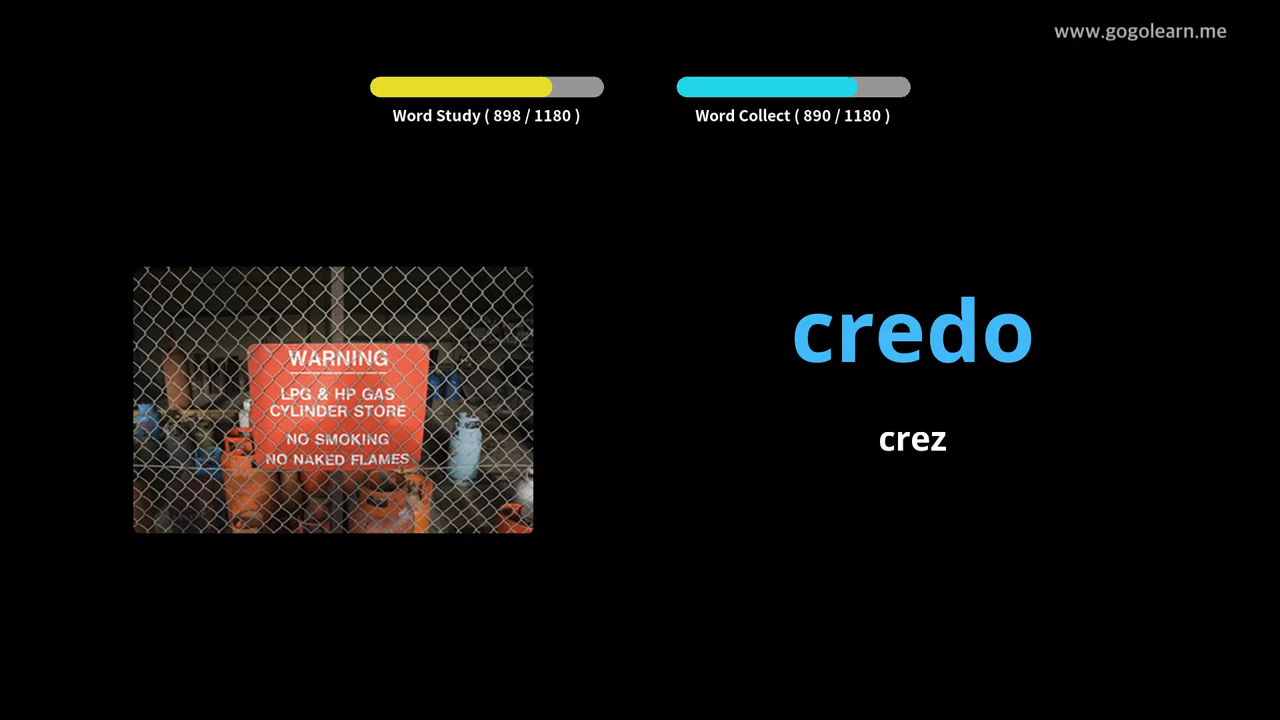 www.gogolearn.me
Word Study ( 898 / 1180 )
Word Collect ( 890 / 1180 )
WARNING
LPG & HP GAS
CYLINDER STORE
NO SMOKING
NO NAKED FLAMES
credo
crez